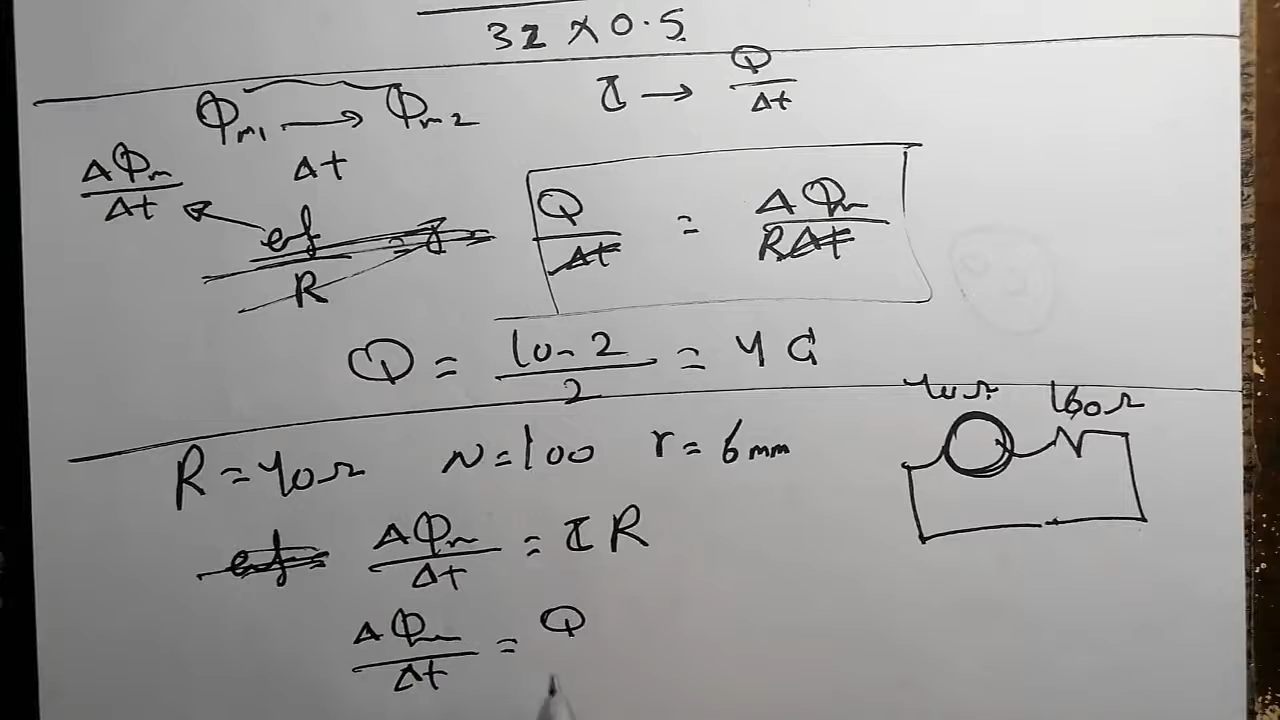 32 × 0.5
Φm1 → Φm2
I → Q/Δt
ΔΦm/Δt
Δt
ef/R = I
Q/Δt = ΔΦm/RΔt
Q = 10-2/2 = 4 C
40Ω 160Ω
R = 40Ω N = 100 r = 6mm
ef ΔΦm/Δt = I R
ΔΦm/Δt = Q